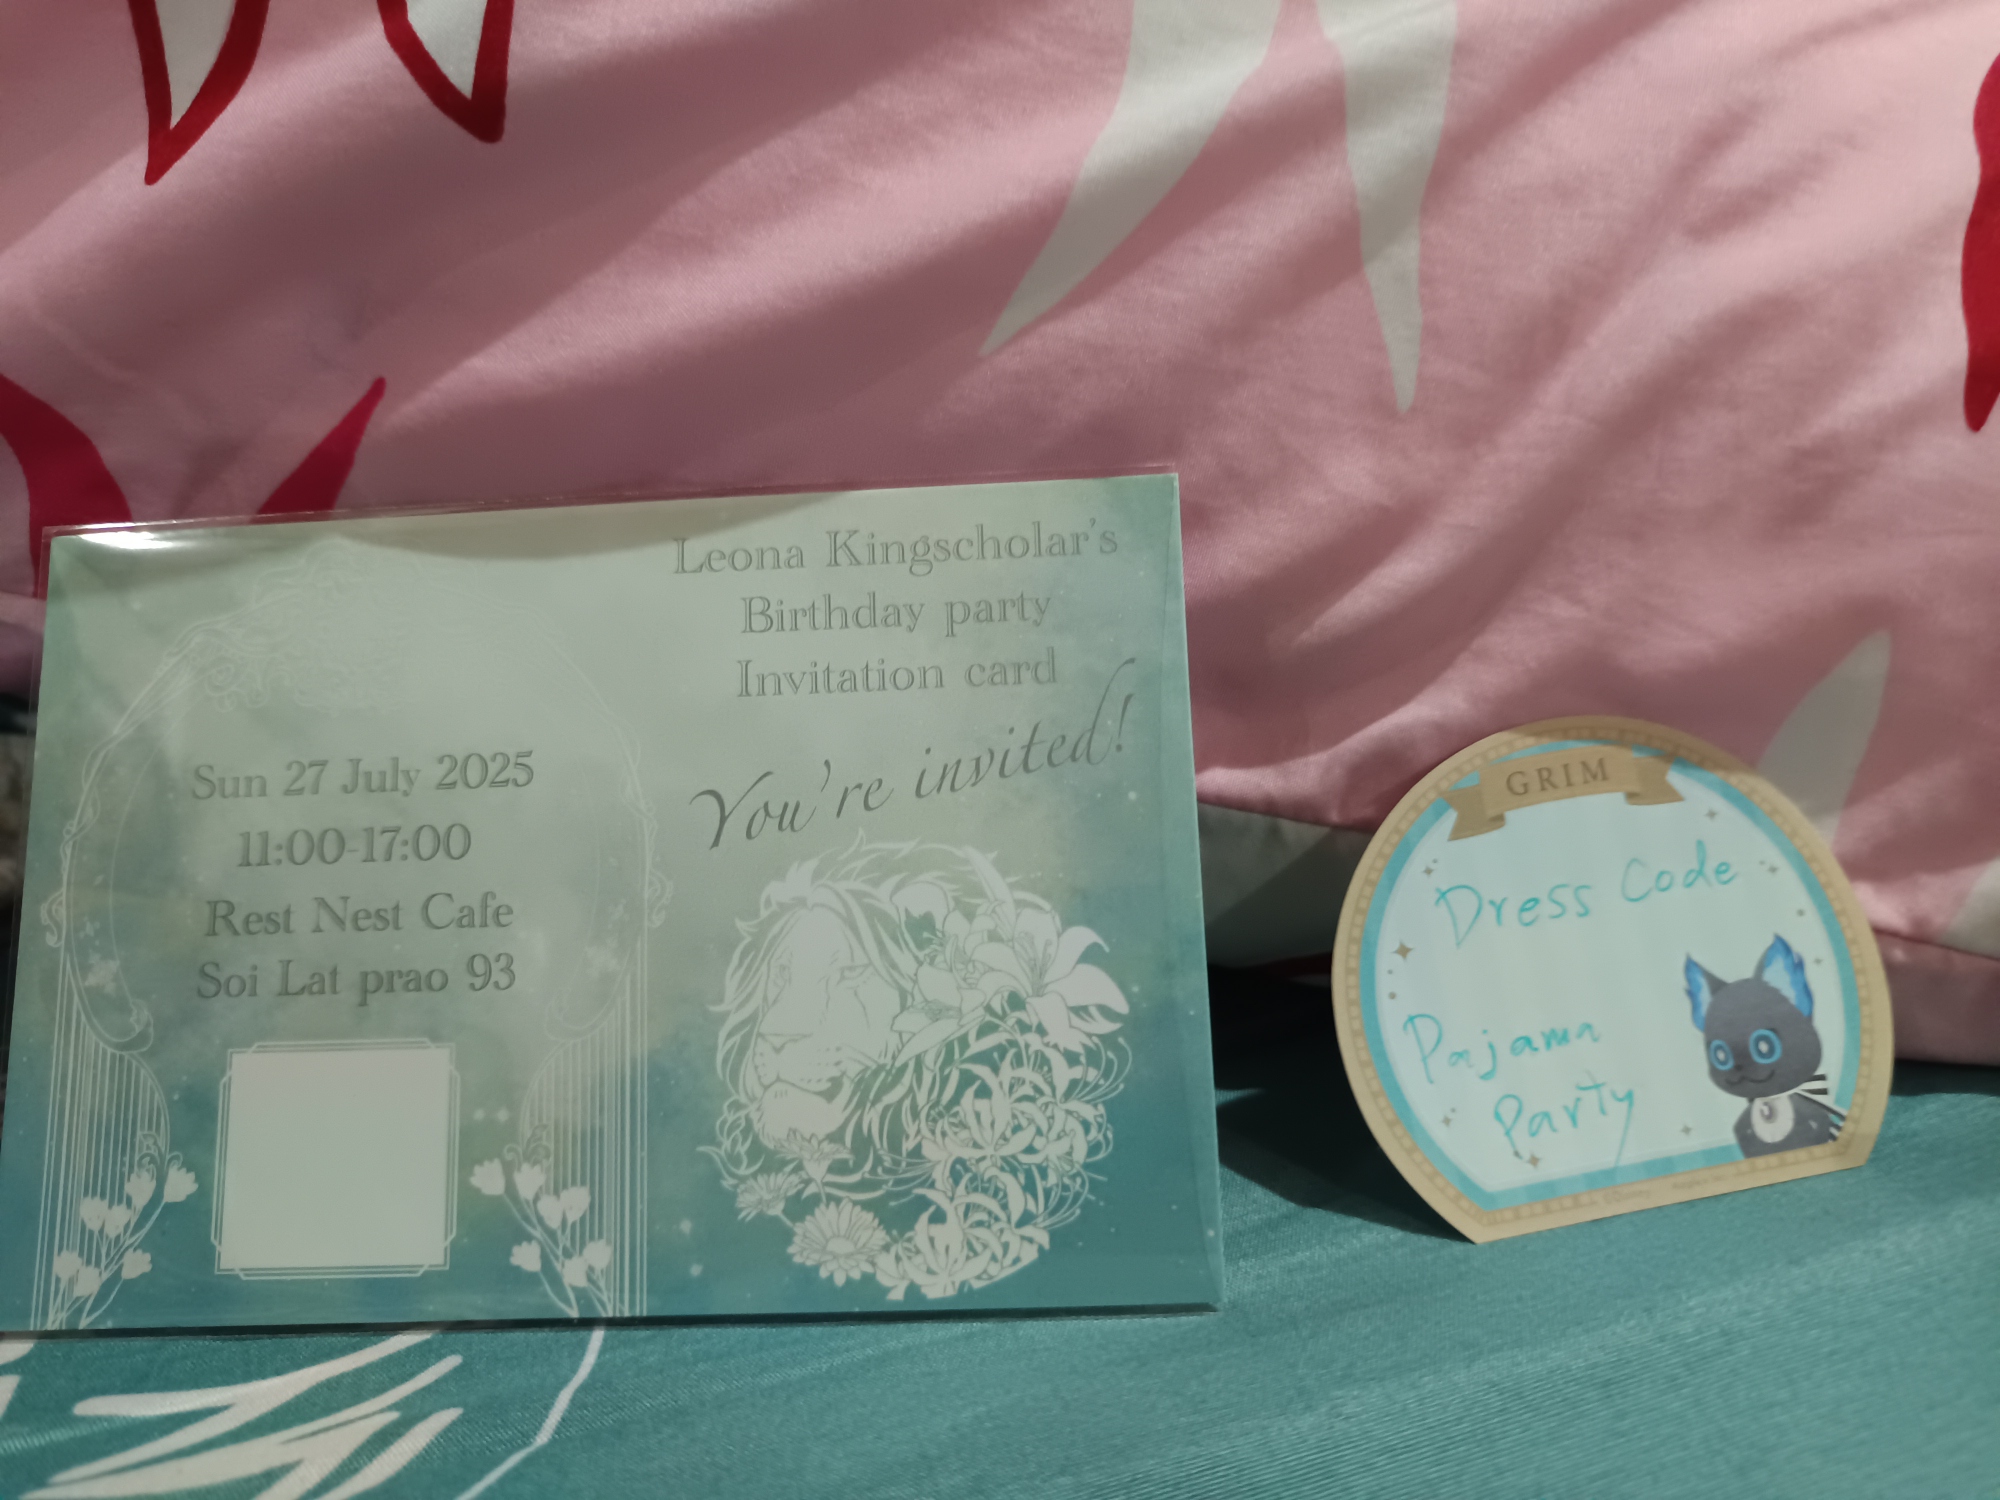 Leona Kingscholar's
Birthday party
Invitation card
You're invited!
Sun 27 July 2025
11:00-17:00
Rest Nest Cafe
Soi Lat prao 93
GRIM
Dress Code
Pajama
Party